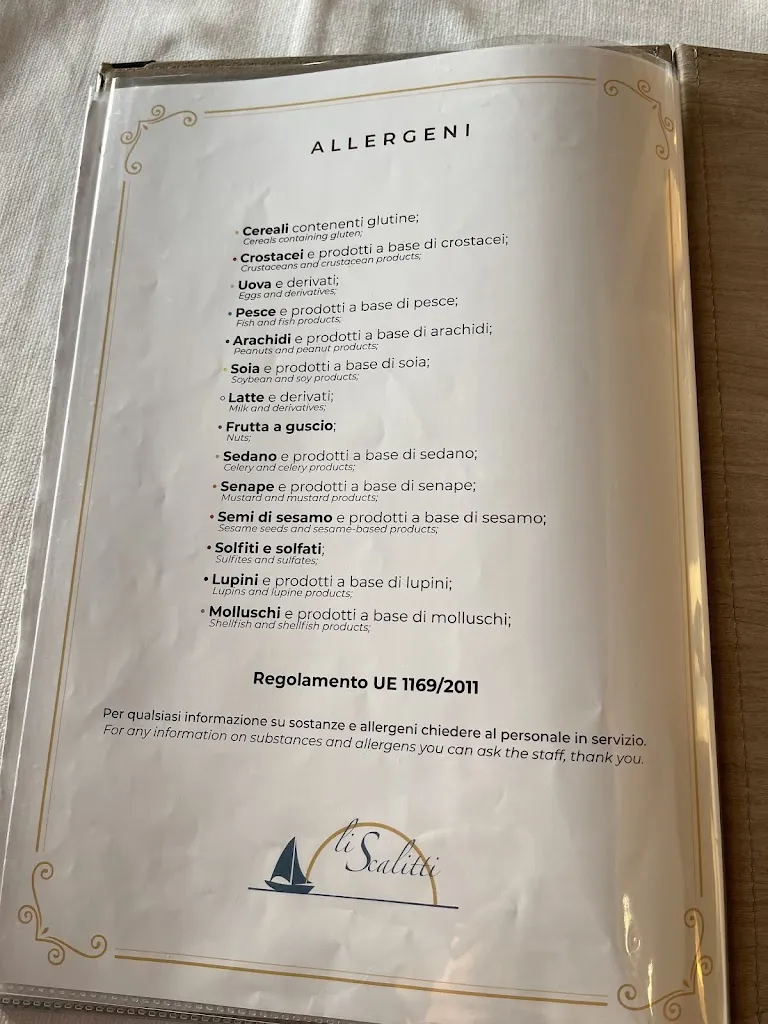 ALLERGENI
• Cereali contenenti glutine;
Cereals containing gluten;
• Crostacei e prodotti a base di crostacei;
Crustaceans and crustacean products;
• Uova e derivati;
Eggs and derivatives;
• Pesce e prodotti a base di pesce;
Fish and fish products;
• Arachidi e prodotti a base di arachidi;
Peanuts and peanut products;
• Soia e prodotti a base di soia;
Soybean and soy products;
• Latte e derivati;
Milk and derivatives;
• Frutta a guscio;
Nuts;
• Sedano e prodotti a base di sedano;
Celery and celery products;
• Senape e prodotti a base di senape;
Mustard and mustard products;
• Semi di sesamo e prodotti a base di sesamo;
Sesame seeds and sesame-based products;
• Solfiti e solfati;
Sulfites and sulfates;
• Lupini e prodotti a base di lupini;
Lupins and lupine products;
• Molluschi e prodotti a base di molluschi;
Shellfish and shellfish products;
Regolamento UE 1169/2011
Per qualsiasi informazione su sostanze e allergeni chiedere al personale in servizio.
For any information on substances and allergens you can ask the staff, thank you.
li Scalitti